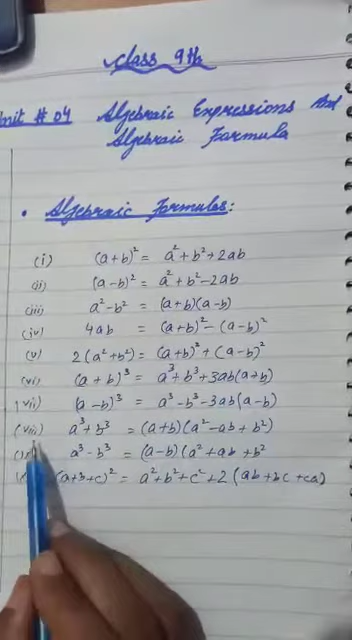 Class 9th
Unit # 04 Algebraic Expressions And
Algebraic Formula
• Algebraic Formulas:
(i) (a+b)² = a²+b²+2ab
(ii) (a-b)² = a²+b²-2ab
(iii) a²-b² = (a+b)(a-b)
(iv) 4ab = (a+b)²-(a-b)²
(v) 2(a²+b²) = (a+b)²+(a-b)²
(vi) (a+b)³ = a³+b³+3ab(a+b)
(vii) (a-b)³ = a³-b³-3ab(a-b)
(viii) a³+b³ = (a+b)(a²-ab+b²)
a³-b³ = (a-b)(a²+ab+b²
(a+b+c)² = a²+b²+c²+2(ab+bc+ca)